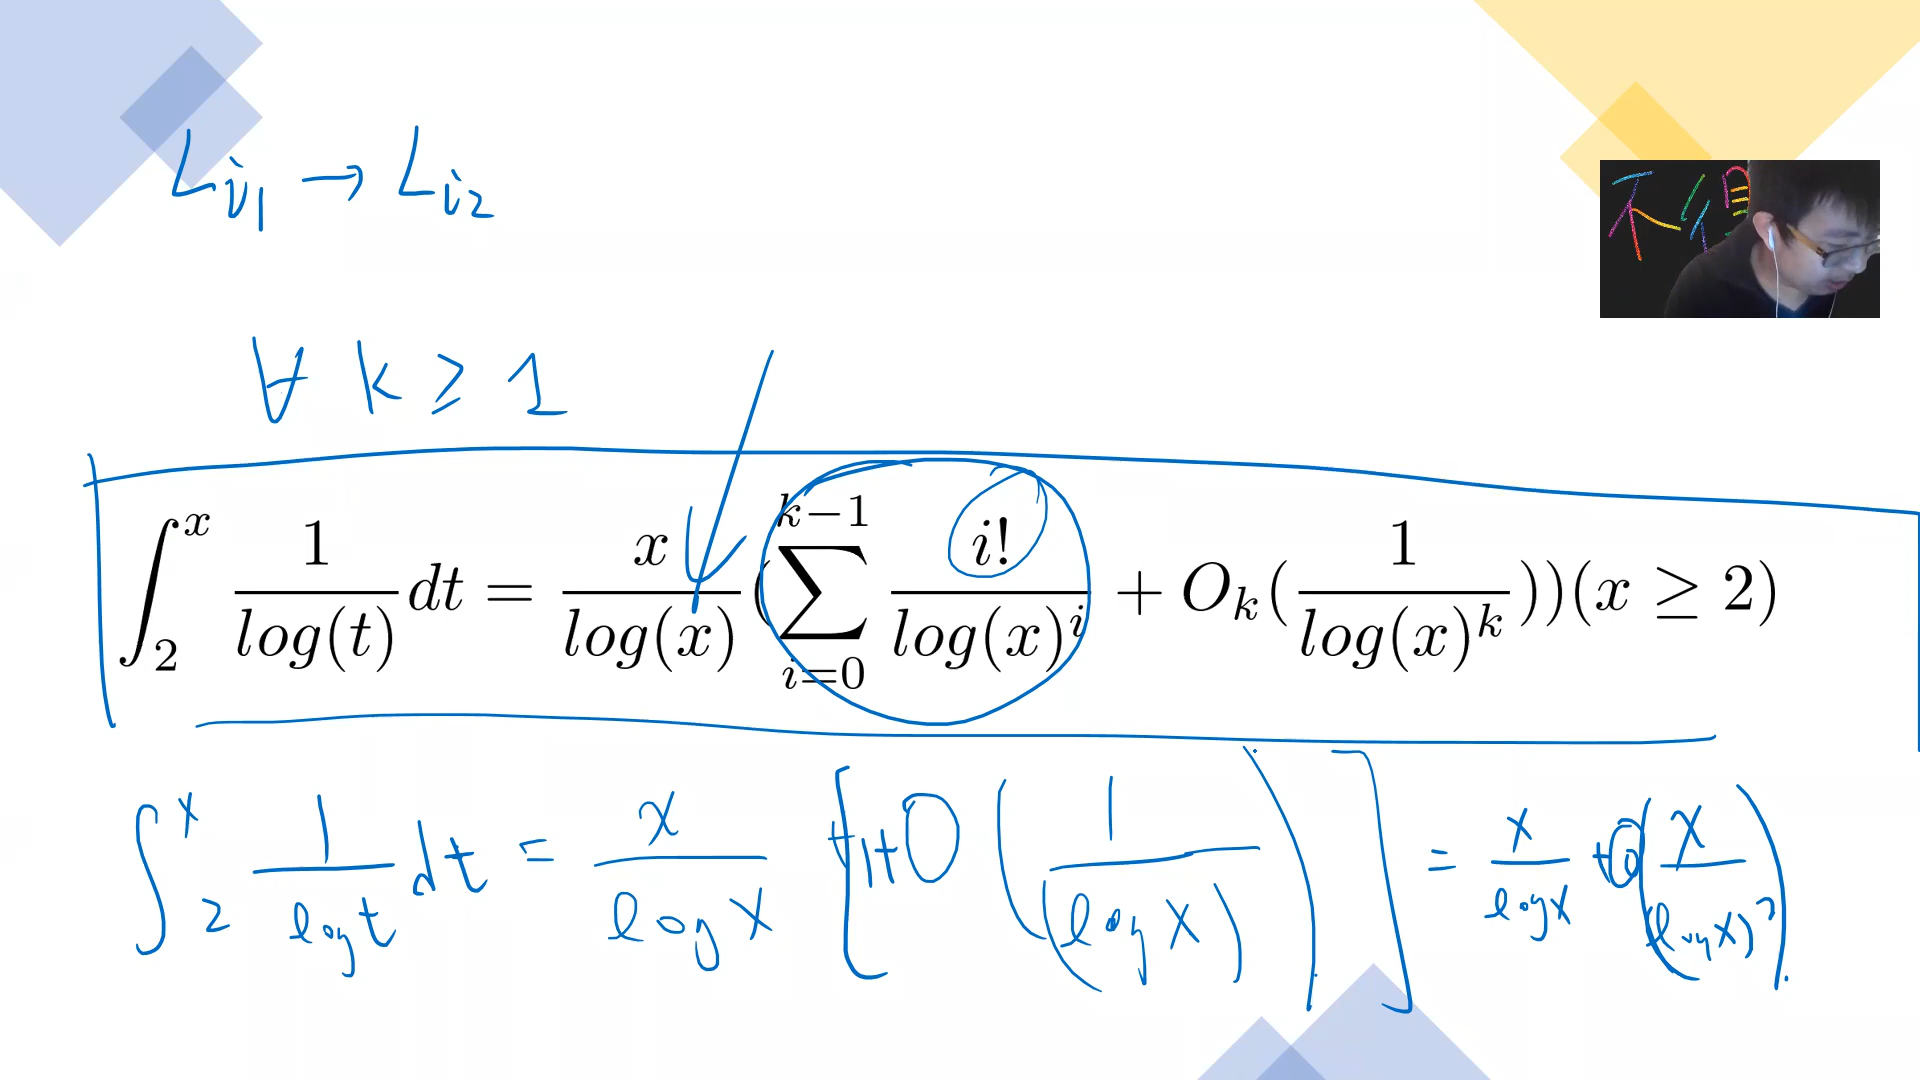 Li₁ → Li₂
不得
∀ k ≥ 1
∫₂ˣ 1/log(t) dt = x/log(x) (∑_{i=0}^{k−1} i!/log(x)^i + O_k(1/log(x)^k))(x ≥ 2)
∫₂ˣ 1/log t dt = x/log x [1+O(1/(log x))] = x/log x + O(x/(log x)²)